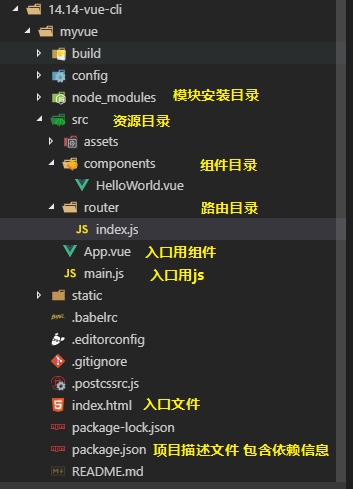 14.14-vue-cli
myvue
build
config
node_modules 模块安装目录
src 资源目录
assets
components 组件目录
HelloWorld.vue
router 路由目录
JS index.js
App.vue 入口用组件
JS main.js 入口用js
static
.babelrc
.editorconfig
.gitignore
.postcssrc.js
index.html 入口文件
package-lock.json
package.json 项目描述文件 包含依赖信息
README.md